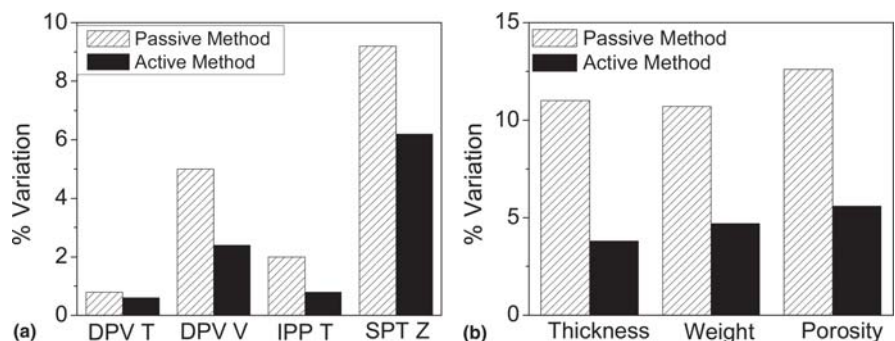 10
8
6
4
2
0
% Variation
Passive Method
Active Method
DPV T
DPV V
IPP T
SPT Z
(a)
15
10
5
0
% Variation
Passive Method
Active Method
Thickness
Weight
Porosity
(b)